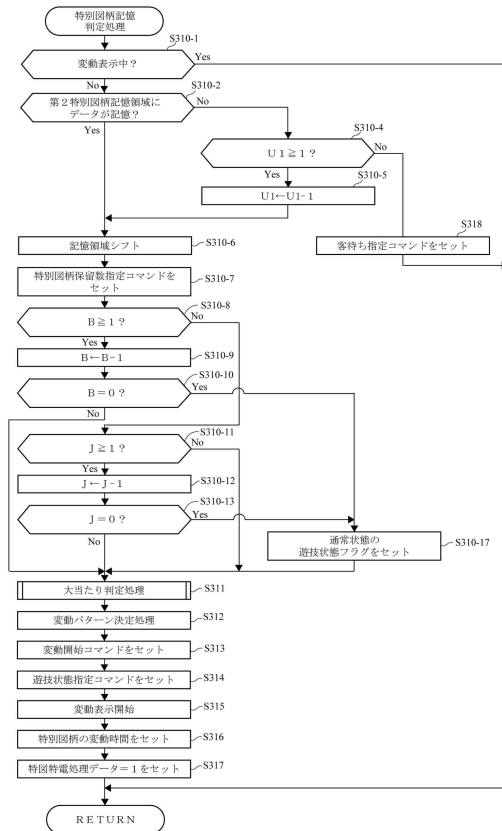 特別図柄記憶
判定処理
S310-1
変動表示中？
Yes
No
S310-2
第２特別図柄記憶領域に
データが記憶？
No
Yes
S310-4
Ｕ１≧１？
No
Yes
S310-5
U1←U1-1
S310-6
記憶領域シフト
S318
客待ち指定コマンドをセット
特別図柄保留数指定コマンドを
セット
S310-7
S310-8
Ｂ≧１？
No
Yes
B←B-1
S310-9
S310-10
Ｂ＝０？
Yes
No
S310-11
Ｊ≧１？
No
Yes
J←J-1
S310-12
S310-13
Ｊ＝０？
Yes
No
通常状態の
遊技状態フラグをセット
S310-17
大当たり判定処理
S311
変動パターン決定処理
S312
変動開始コマンドをセット
S313
遊技状態指定コマンドをセット
S314
変動表示開始
S315
特別図柄の変動時間をセット
S316
特図特電処理データ＝１をセット
S317
ＲＥＴＵＲＮ